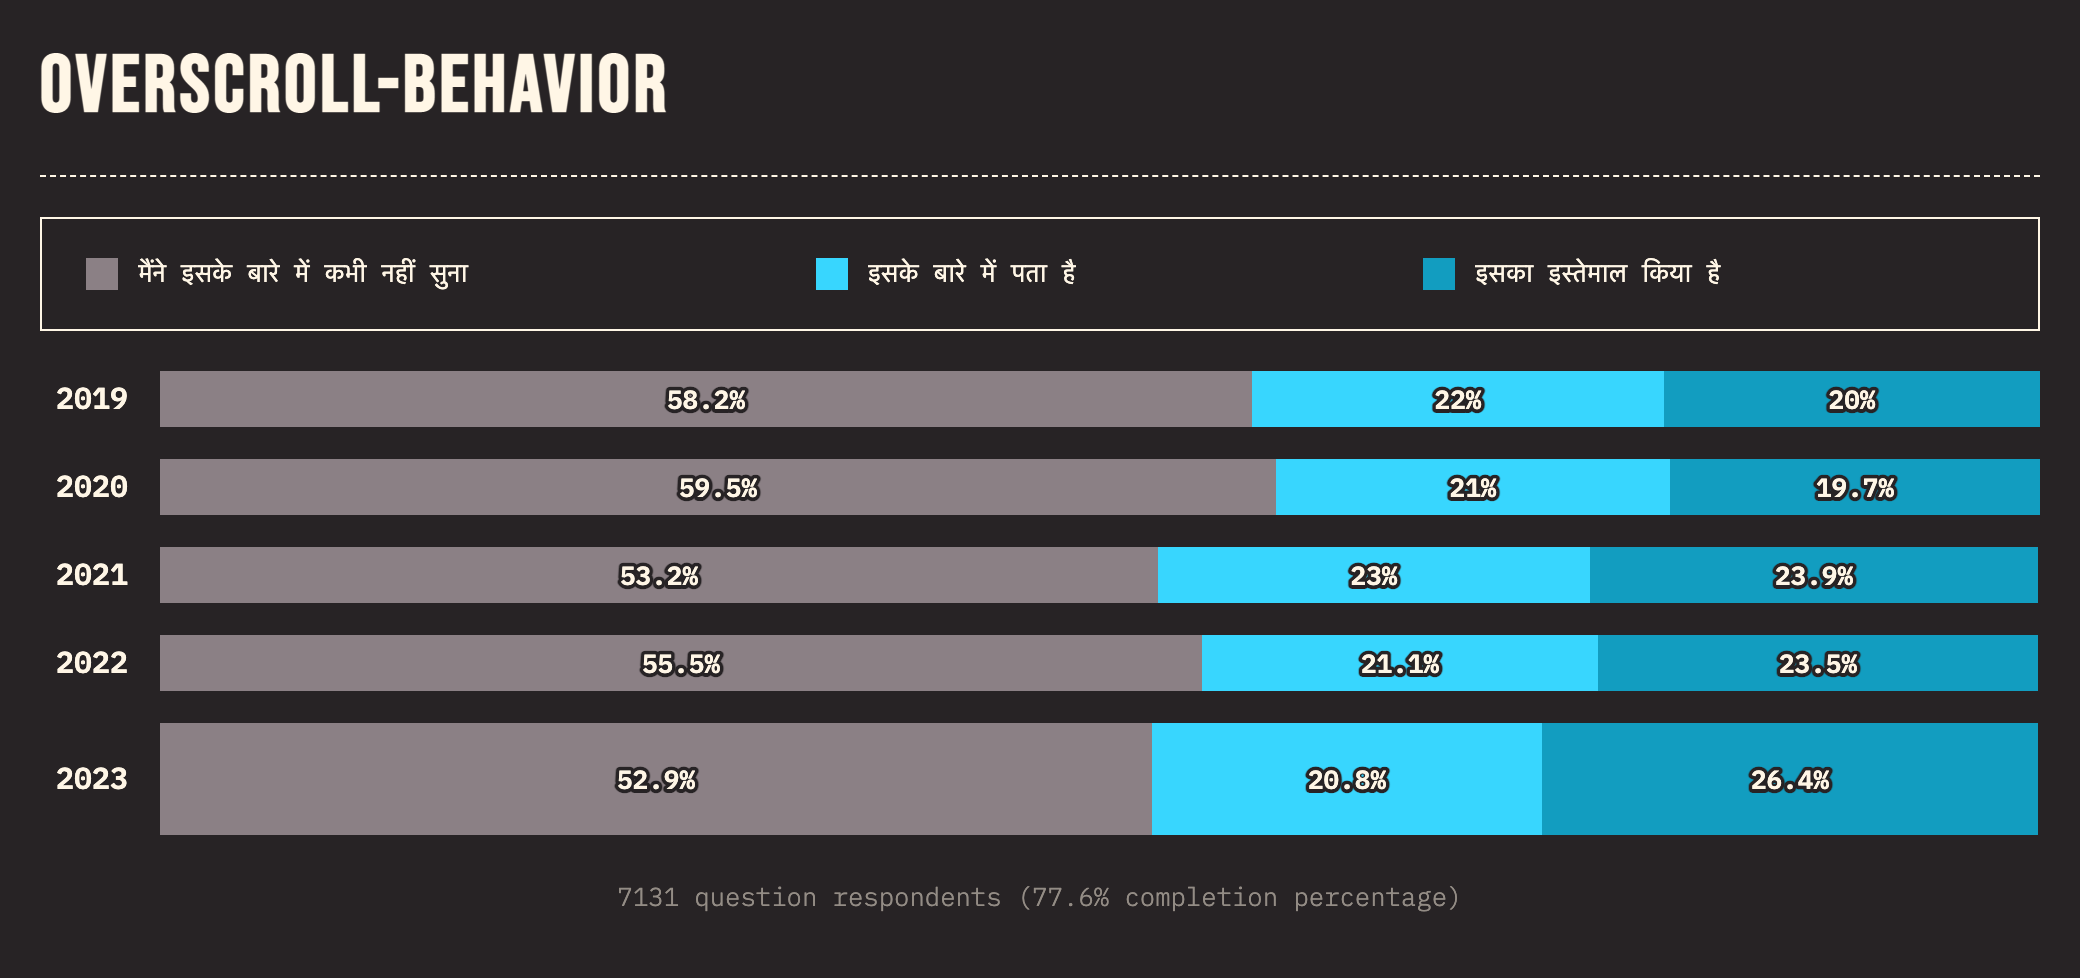 OVERSCROLL-BEHAVIOR
मैंने इसके बारे में कभी नहीं सुना इसके बारे में पता है इसका इस्तेमाल किया है
2019 58.2% 22% 20%
2020 59.5% 21% 19.7%
2021 53.2% 23% 23.9%
2022 55.5% 21.1% 23.5%
2023 52.9% 20.8% 26.4%
7131 question respondents (77.6% completion percentage)